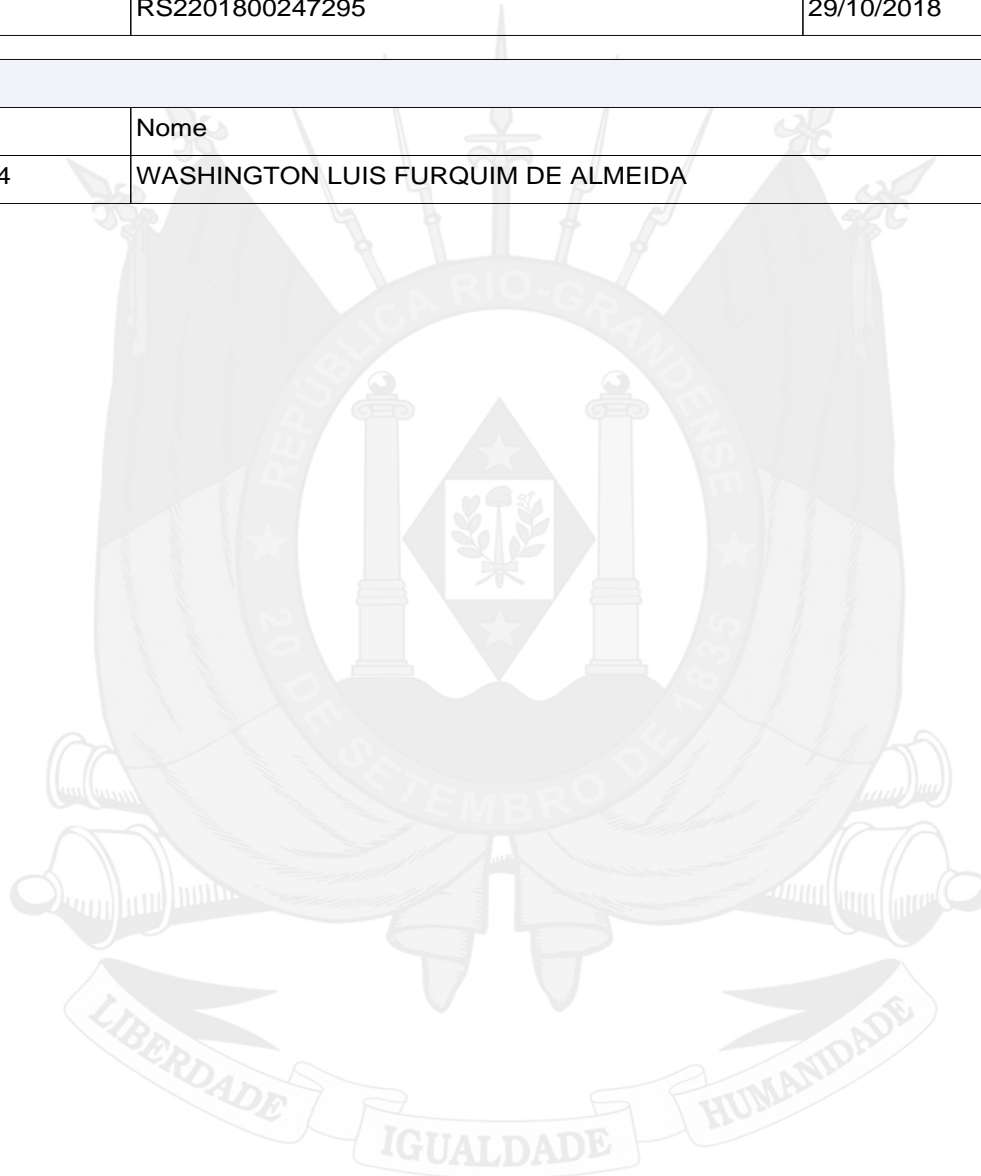 RS2201800247295 29/10/2018
Nome
4 WASHINGTON LUIS FURQUIM DE ALMEIDA
REPÚBLICA RIO-GRANDENSE
20 DE SETEMBRO DE 1835
LIBERDADE IGUALDADE HUMANIDADE